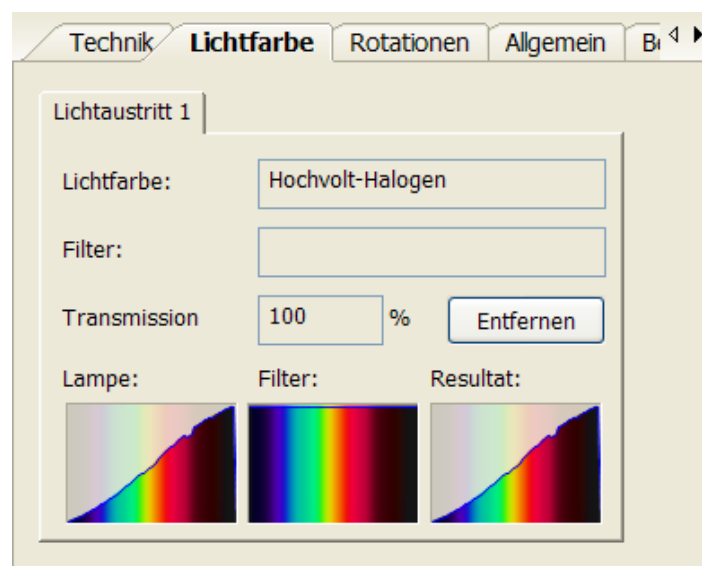 Technik Lichtfarbe Rotationen Allgemein
Lichtaustritt 1
Lichtfarbe: Hochvolt-Halogen
Filter:
Transmission 100 % Entfernen
Lampe: Filter: Resultat: